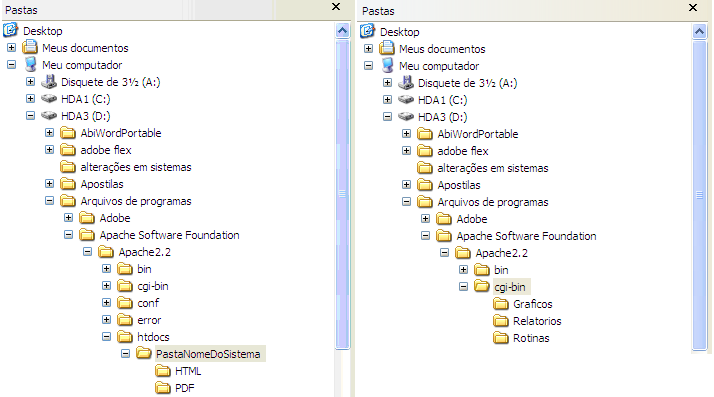 Pastas
Desktop
Meus documentos
Meu computador
Disquete de 3½ (A:)
HDA1 (C:)
HDA3 (D:)
AbiWordPortable
adobe flex
alterações em sistemas
Apostilas
Arquivos de programas
Adobe
Apache Software Foundation
Apache2.2
bin
cgi-bin
conf
error
htdocs
PastaNomeDoSistema
HTML
PDF
Pastas
Desktop
Meus documentos
Meu computador
Disquete de 3½ (A:)
HDA1 (C:)
HDA3 (D:)
AbiWordPortable
adobe flex
alterações em sistemas
Apostilas
Arquivos de programas
Adobe
Apache Software Foundation
Apache2.2
bin
cgi-bin
Graficos
Relatorios
Rotinas